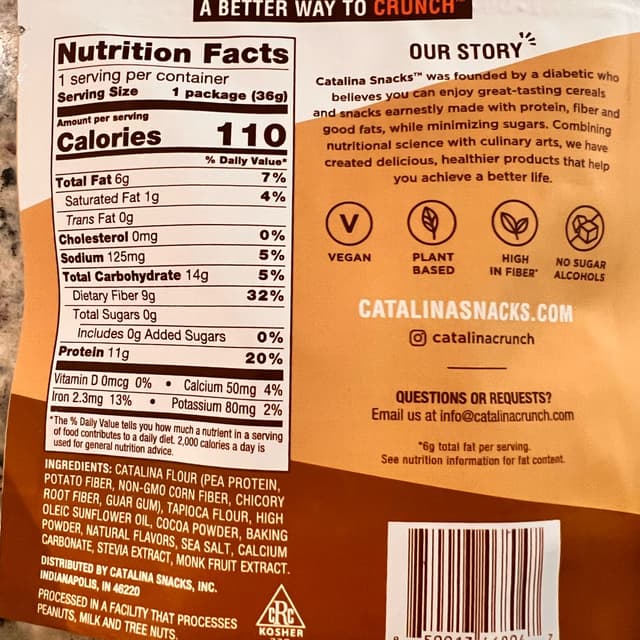 A BETTER WAY TO CRUNCH™
Nutrition Facts
1 serving per container
Serving Size 1 package (36g)
Amount per serving
Calories 110
% Daily Value*
Total Fat 6g 7%
Saturated Fat 1g 4%
Trans Fat 0g
Cholesterol 0mg 0%
Sodium 125mg 5%
Total Carbohydrate 14g 5%
Dietary Fiber 9g 32%
Total Sugars 0g
Includes 0g Added Sugars 0%
Protein 11g 20%
Vitamin D 0mcg 0% • Calcium 50mg 4%
Iron 2.3mg 13% • Potassium 80mg 2%
*The % Daily Value tells you how much a nutrient in a serving
of food contributes to a daily diet. 2,000 calories a day is
used for general nutrition advice.
INGREDIENTS: CATALINA FLOUR (PEA PROTEIN,
POTATO FIBER, NON-GMO CORN FIBER, CHICORY
ROOT FIBER, GUAR GUM), TAPIOCA FLOUR, HIGH
OLEIC SUNFLOWER OIL, COCOA POWDER, BAKING
POWDER, NATURAL FLAVORS, SEA SALT, CALCIUM
CARBONATE, STEVIA EXTRACT, MONK FRUIT EXTRACT.
DISTRIBUTED BY CATALINA SNACKS, INC.
INDIANAPOLIS, IN 46220
PROCESSED IN A FACILITY THAT PROCESSES
PEANUTS, MILK AND TREE NUTS.
CRC
KOSHER
OUR STORY
Catalina Snacks™ was founded by a diabetic who
believes you can enjoy great-tasting cereals
and snacks earnestly made with protein, fiber and
good fats, while minimizing sugars. Combining
nutritional science with culinary arts, we have
created delicious, healthier products that help
you achieve a better life.
V
VEGAN
PLANT
BASED
HIGH
IN FIBER*
NO SUGAR
ALCOHOLS
CATALINASNACKS.COM
catalinacrunch
QUESTIONS OR REQUESTS?
Email us at info@catalinacrunch.com
*6g total fat per serving.
See nutrition information for fat content.